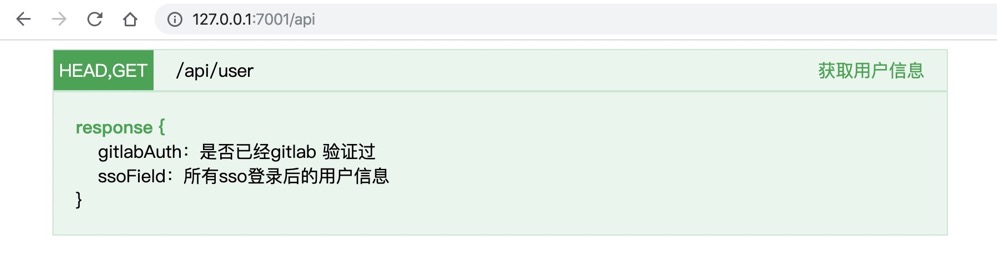 127.0.0.1:7001/api
HEAD,GET /api/user 获取用户信息
response {
gitlabAuth：是否已经gitlab 验证过
ssoField：所有sso登录后的用户信息
}